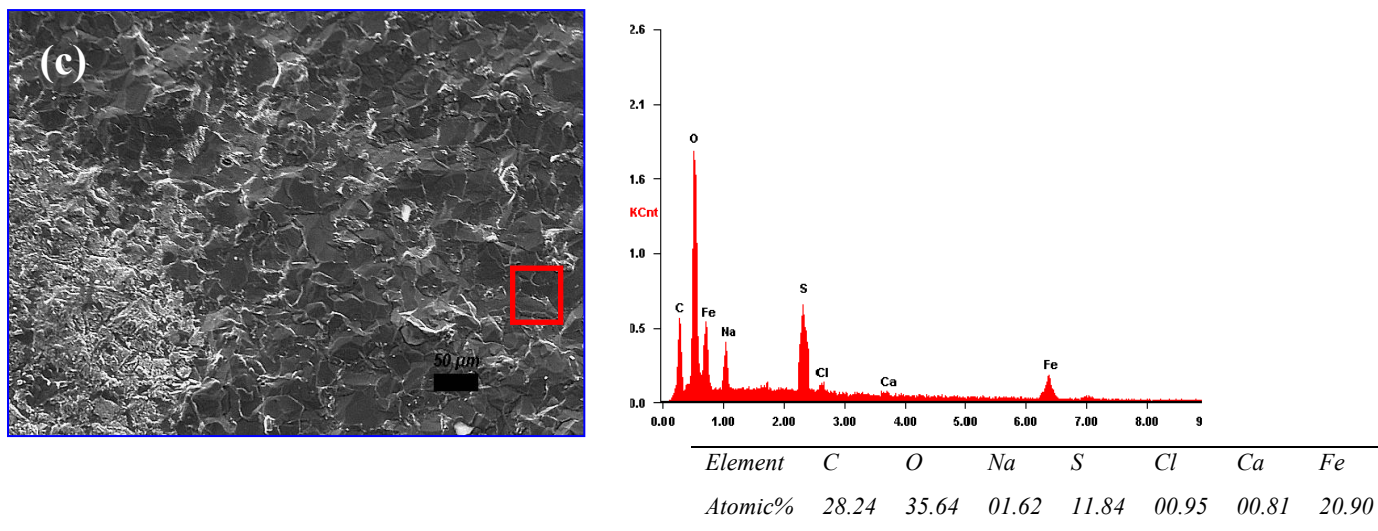 (c)
50 μm
2.6
2.1
O
1.6
KCnt
1.0
S
C
Fe
0.5
Na
Cl
Ca
Fe
0.0
0.00 1.00 2.00 3.00 4.00 5.00 6.00 7.00 8.00 9
Element C O Na S Cl Ca Fe
Atomic% 28.24 35.64 01.62 11.84 00.95 00.81 20.90